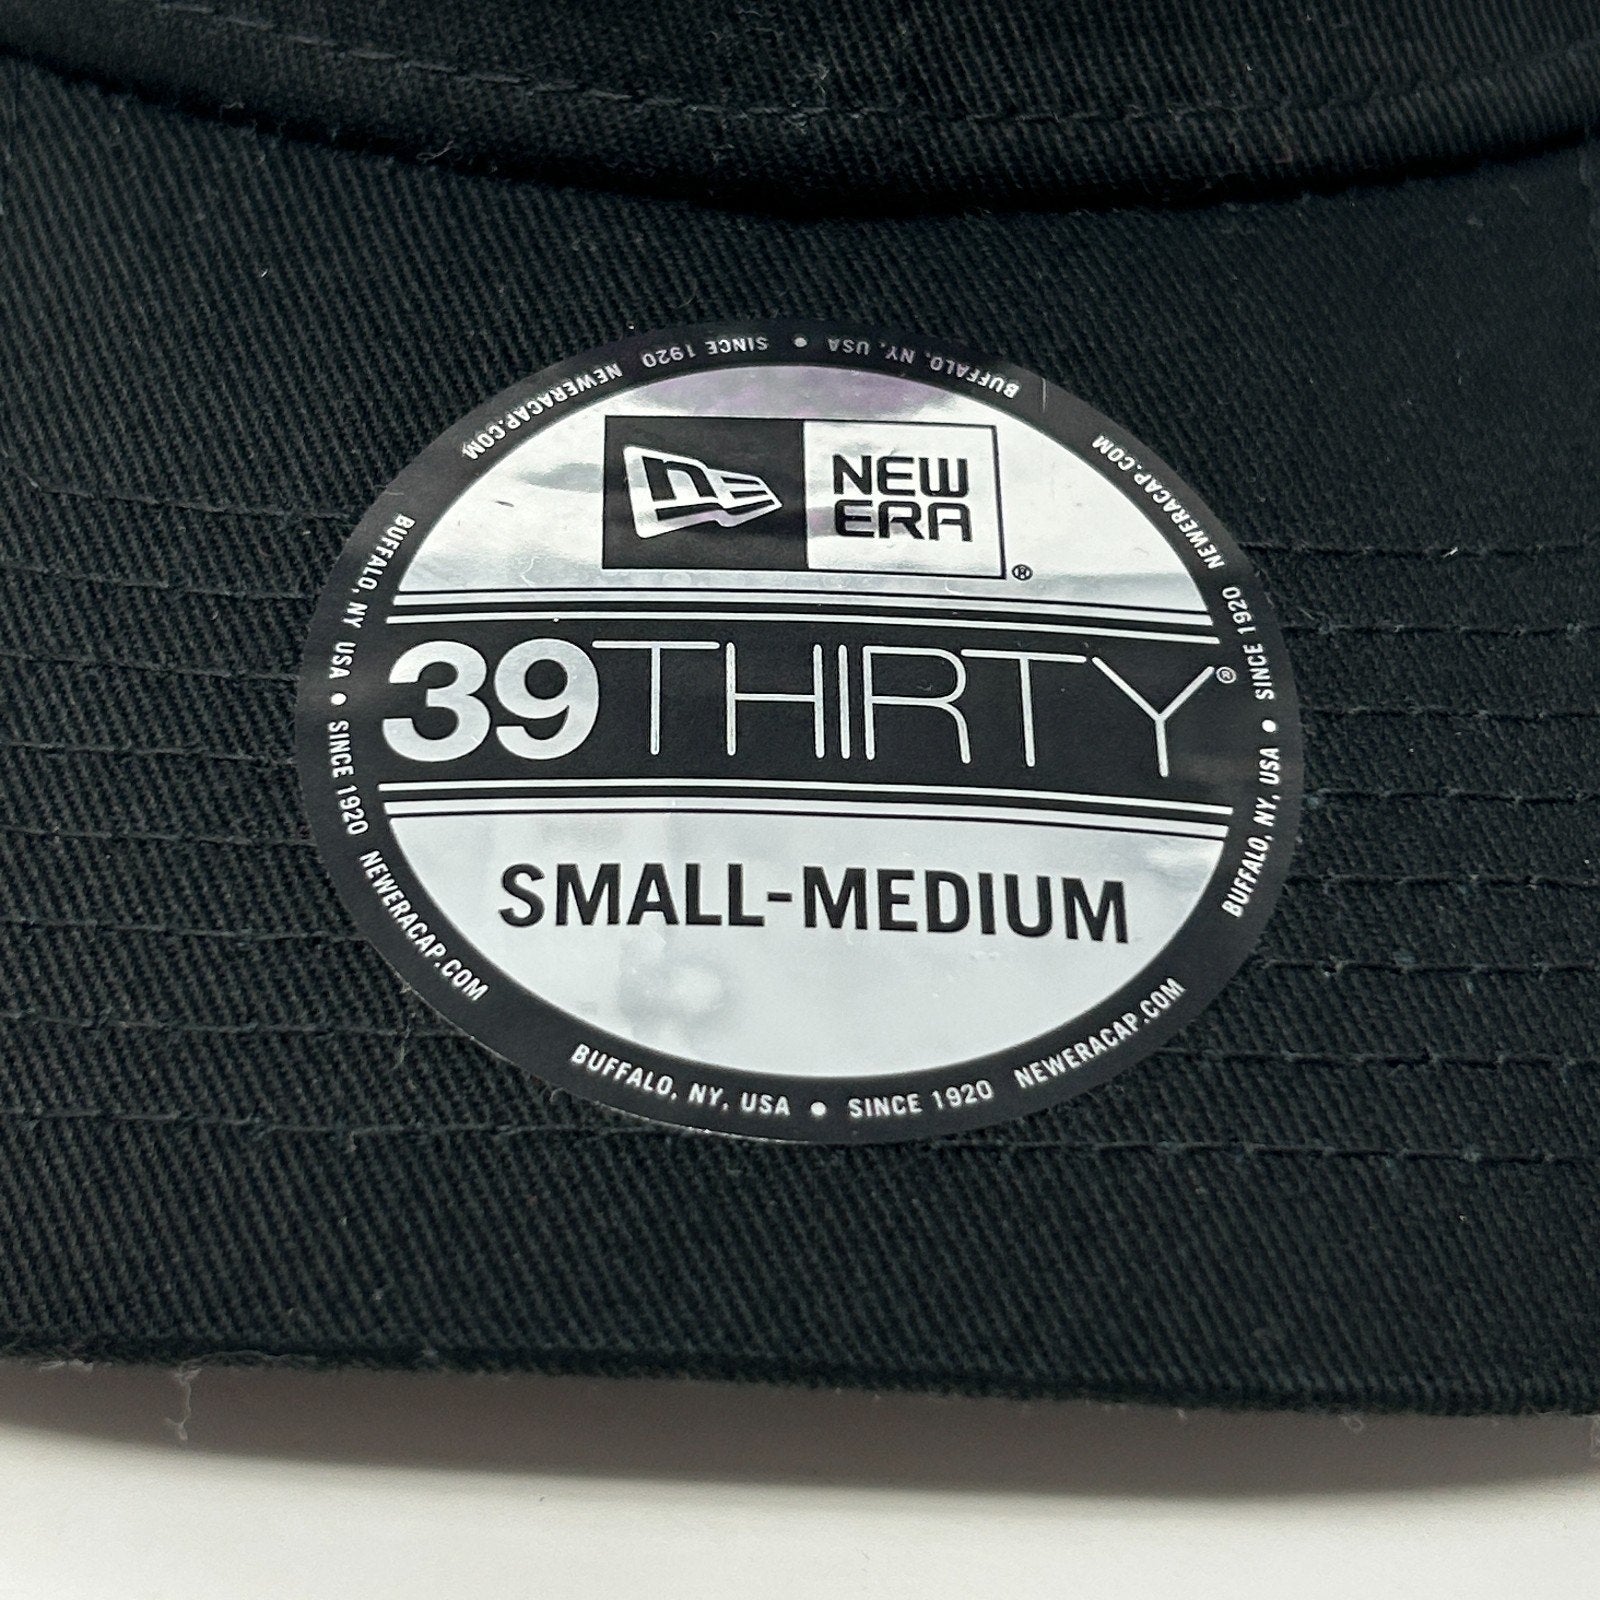 NEW
ERA
®
39THIRTY®
SMALL-MEDIUM
BUFFALO, NY, USA • SINCE 1920 NEWERACAP.COM
BUFFALO, NY, USA • SINCE 1920 NEWERACAP.COM
BUFFALO, NY, USA • SINCE 1920 NEWERACAP.COM
BUFFALO, NY USA • SINCE 1920 NEWERACAP.COM